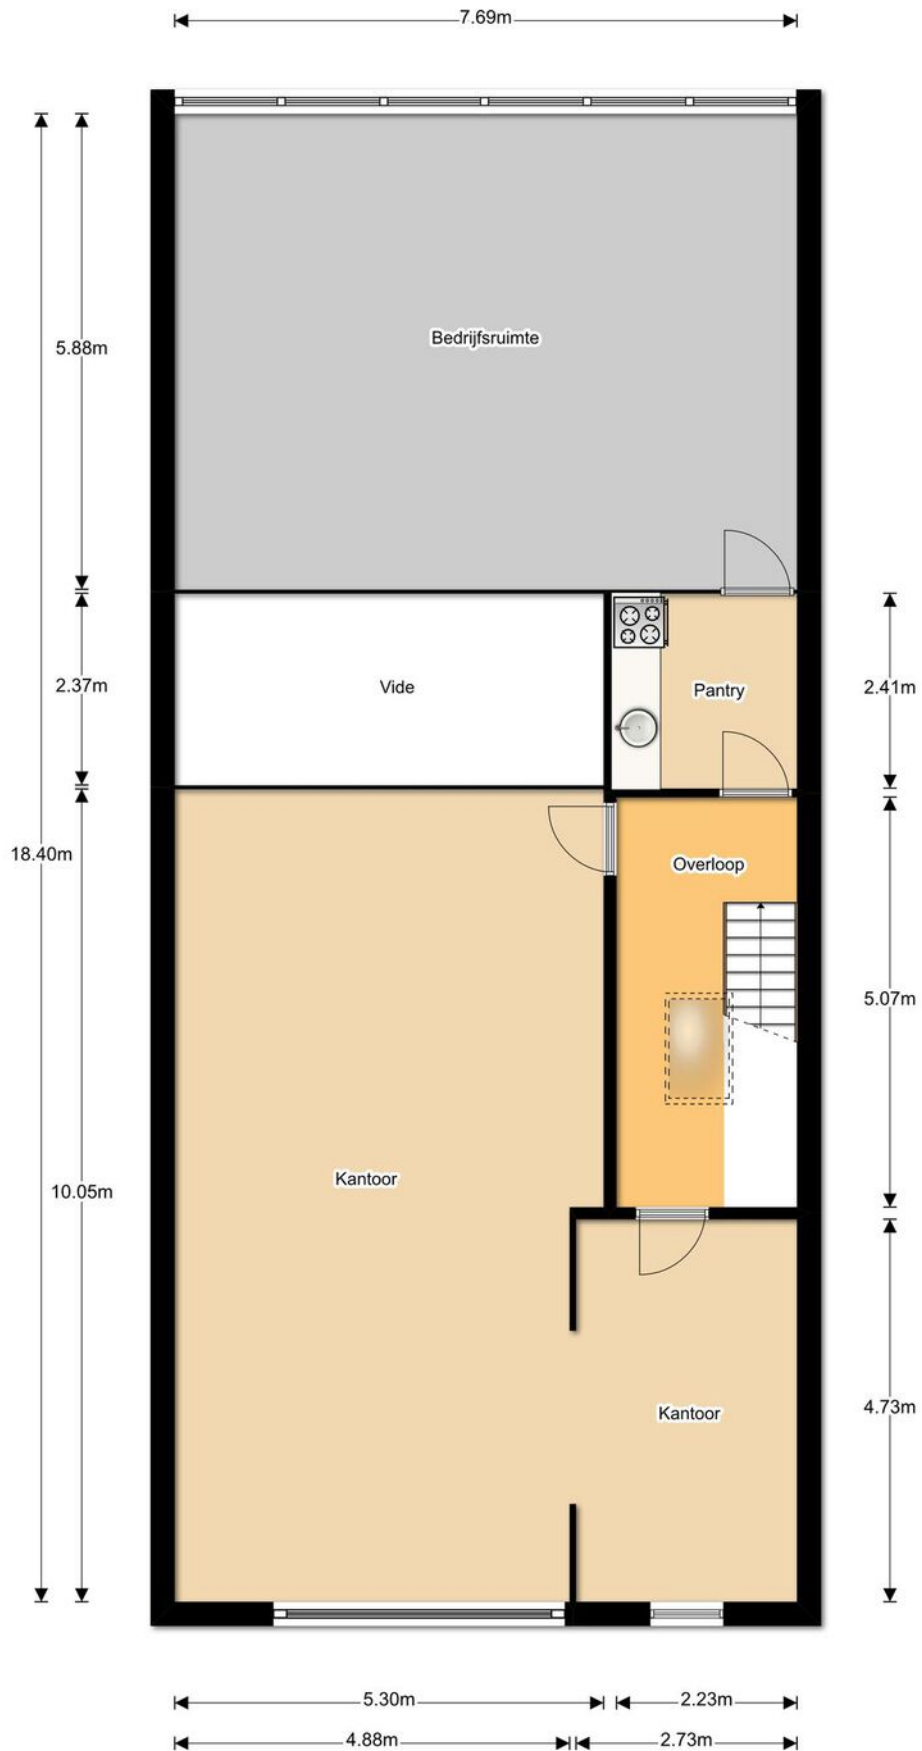 7.69m
Bedrijfsruimte
5.88m
2.37m
Vide
Pantry
2.41m
18.40m
Overloop
5.07m
10.05m
Kantoor
Kantoor
4.73m
5.30m
2.23m
4.88m
2.73m